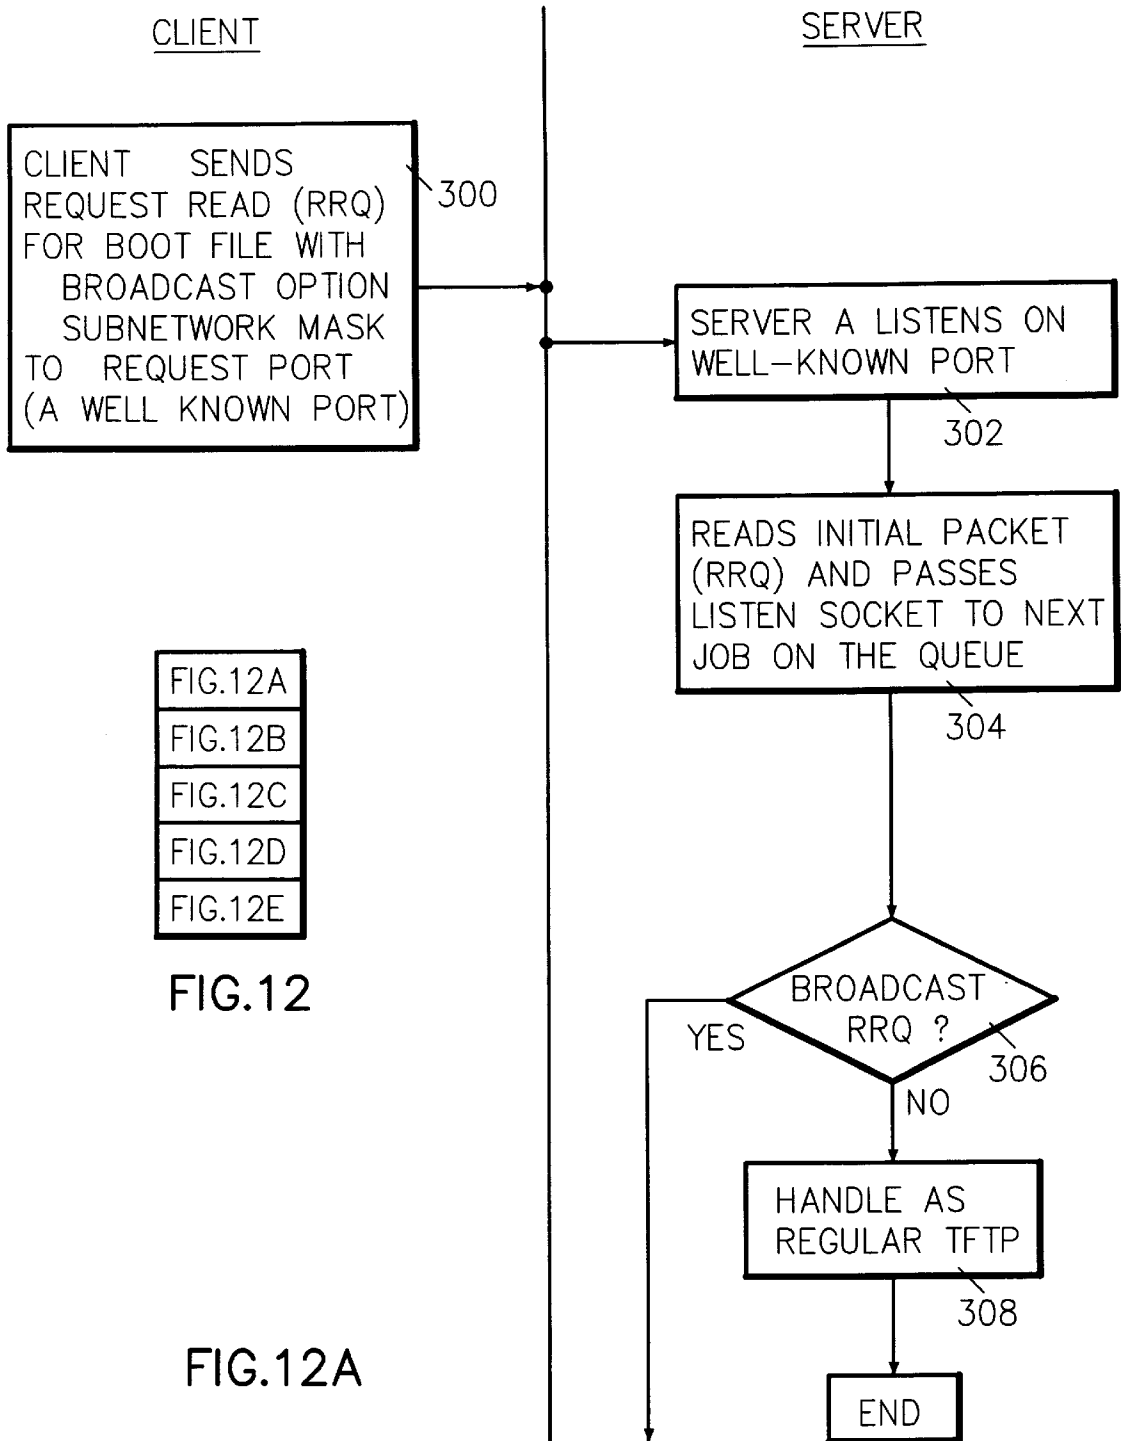 CLIENT
SERVER
CLIENT SENDS
REQUEST READ (RRQ)
FOR BOOT FILE WITH
BROADCAST OPTION
SUBNETWORK MASK
TO REQUEST PORT
(A WELL KNOWN PORT)
300
SERVER A LISTENS ON
WELL-KNOWN PORT
302
READS INITIAL PACKET
(RRQ) AND PASSES
LISTEN SOCKET TO NEXT
JOB ON THE QUEUE
304
FIG.12A
FIG.12B
FIG.12C
FIG.12D
FIG.12E
FIG.12
BROADCAST
RRQ ?
306
YES
NO
HANDLE AS
REGULAR TFTP
308
END
FIG.12A